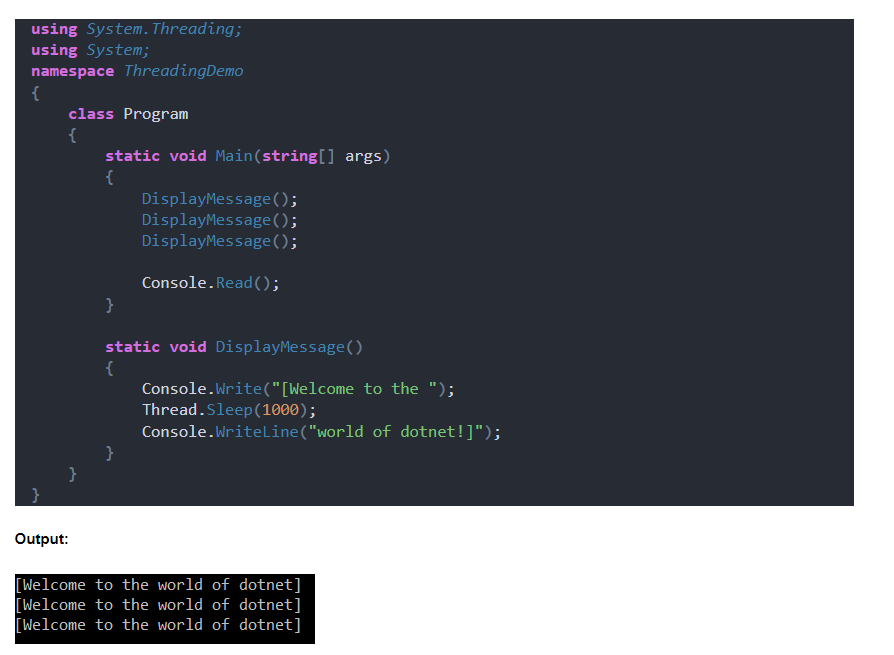 using System.Threading;
using System;
namespace ThreadingDemo
{
    class Program
    {
        static void Main(string[] args)
        {
            DisplayMessage();
            DisplayMessage();
            DisplayMessage();

            Console.Read();
        }

        static void DisplayMessage()
        {
            Console.Write("[Welcome to the ");
            Thread.Sleep(1000);
            Console.WriteLine("world of dotnet!]");
        }
    }
}
Output:
[Welcome to the world of dotnet]
[Welcome to the world of dotnet]
[Welcome to the world of dotnet]